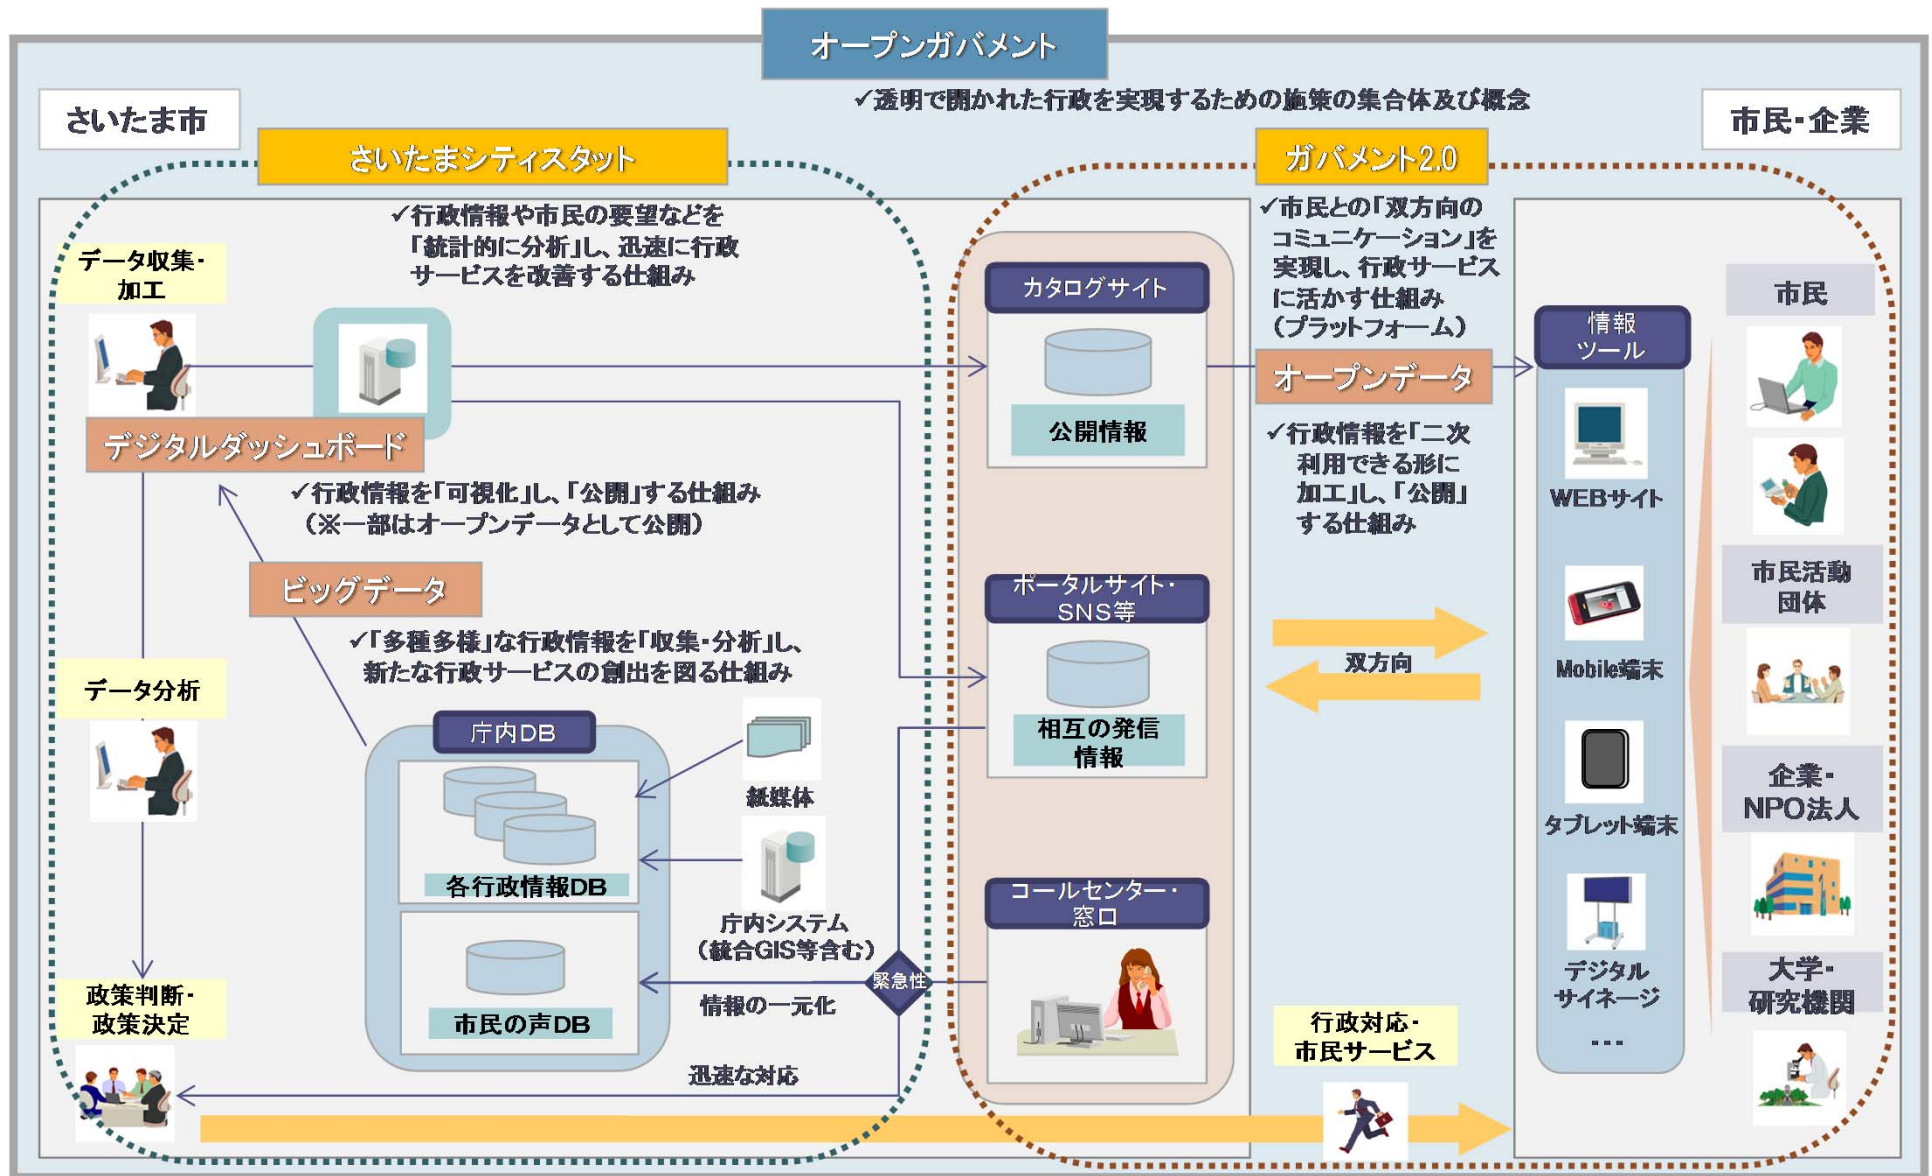 オープンガバメント
✓透明で開かれた行政を実現するための施策の集合体及び概念
さいたま市
市民・企業
さいたまシティスタット
✓行政情報や市民の要望などを
「統計的に分析」し、迅速に行政
サービスを改善する仕組み
ガバメント2.0
✓市民との「双方向の
コミュニケーション」を
実現し、行政サービス
に活かす仕組み
（プラットフォーム）
データ収集・
加工
デジタルダッシュボード
✓行政情報を「可視化」し、「公開」する仕組み
（※一部はオープンデータとして公開）
ビッグデータ
✓「多種多様」な行政情報を「収集・分析」し、
新たな行政サービスの創出を図る仕組み
データ分析
政策判断・
政策決定
庁内DB
各行政情報DB
市民の声DB
紙媒体
庁内システム
（統合GIS等含む）
情報の一元化
緊急性
迅速な対応
カタログサイト
公開情報
ポータルサイト・
SNS等
相互の発信
情報
コールセンター・
窓口
オープンデータ
✓行政情報を「二次
利用できる形に
加工」し、「公開」
する仕組み
双方向
行政対応・
市民サービス
情報
ツール
WEBサイト
Mobile端末
タブレット端末
デジタル
サイネージ
…
市民
市民活動
団体
企業・
NPO法人
大学・
研究機関